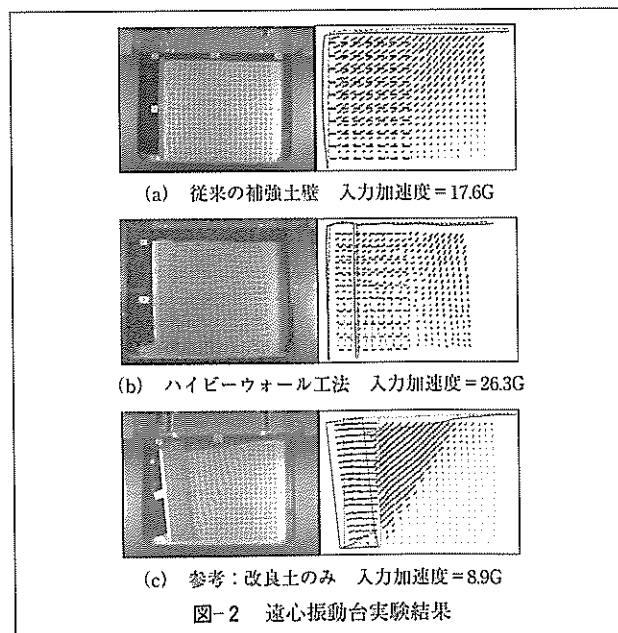 (a) 従来の補強土壁 入力加速度=17.6G
(b) ハイビーウォール工法 入力加速度=26.3G
(c) 参考:改良土のみ 入力加速度=8.9G
図-2 遠心振動台実験結果